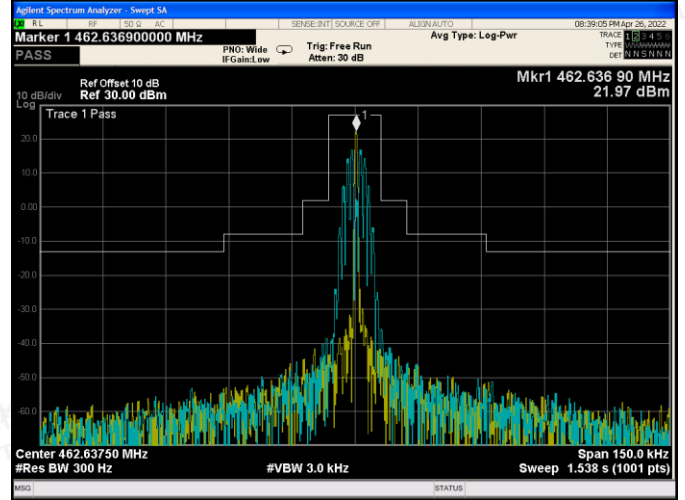 Agilent Spectrum Analyzer - Swept SA
LXI RL RF 50 Ω AC SENSE:INT SOURCE OFF ALIGN AUTO 08:39:05 PM Apr 26, 2022
Marker 1 462.636900000 MHz Avg Type: Log-Pwr TRACE 1 2 3 4 5 6
PNO: Wide Trig: Free Run TYPE
PASS IFGain:Low Atten: 30 dB DET N N S N N N
Mkr1 462.636 90 MHz
Ref Offset 10 dB
10 dB/div Ref 30.00 dBm 21.97 dBm
Log
Trace 1 Pass 1
20.0
10.0
0.00
-10.0
-20.0
-30.0
-40.0
-50.0
-60.0
Center 462.63750 MHz Span 150.0 kHz
#Res BW 300 Hz #VBW 3.0 kHz Sweep 1.538 s (1001 pts)
MSG STATUS